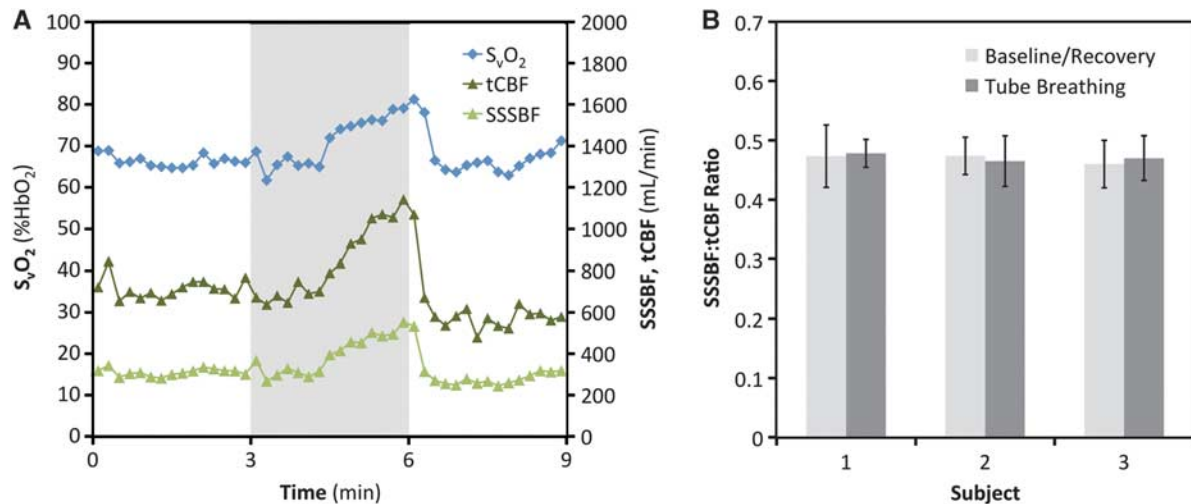 A
100
90
80
70
60
50
40
30
20
10
0
SᵥO₂ (%HbO₂)
2000
1800
1600
1400
1200
1000
800
600
400
200
0
SSSBF, tCBF (mL/min)
SᵥO₂
tCBF
SSSBF
0 3 6 9
Time (min)
B
0.7
0.6
0.5
0.4
0.3
0.2
0.1
0
SSSBF:tCBF Ratio
Baseline/Recovery
Tube Breathing
1 2 3
Subject